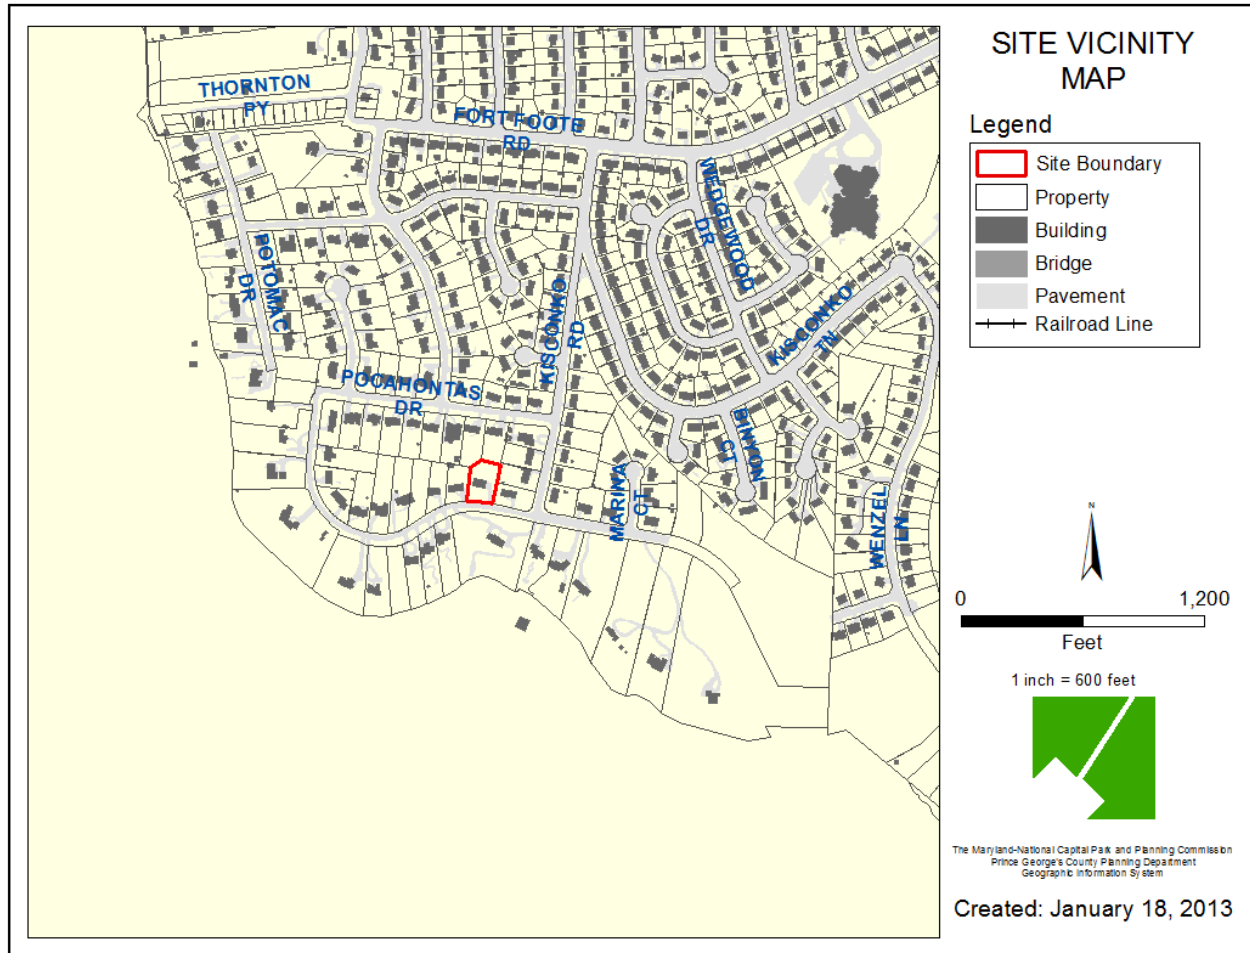 THORNTON
PY
FORT FOOTE
RD
WEDGEWOOD
DR
POTOMAC
DR
KISCONKO
RD
KISCONKO
TN
POCAHONTAS
DR
BINYON
CT
MARINA
CT
WENZEL
LN
SITE VICINITY
MAP
Legend
Site Boundary
Property
Building
Bridge
Pavement
Railroad Line
N
0 1,200
Feet
1 inch = 600 feet
The Maryland-National Capital Park and Planning Commission
Prince George's County Planning Department
Geographic Information System
Created: January 18, 2013